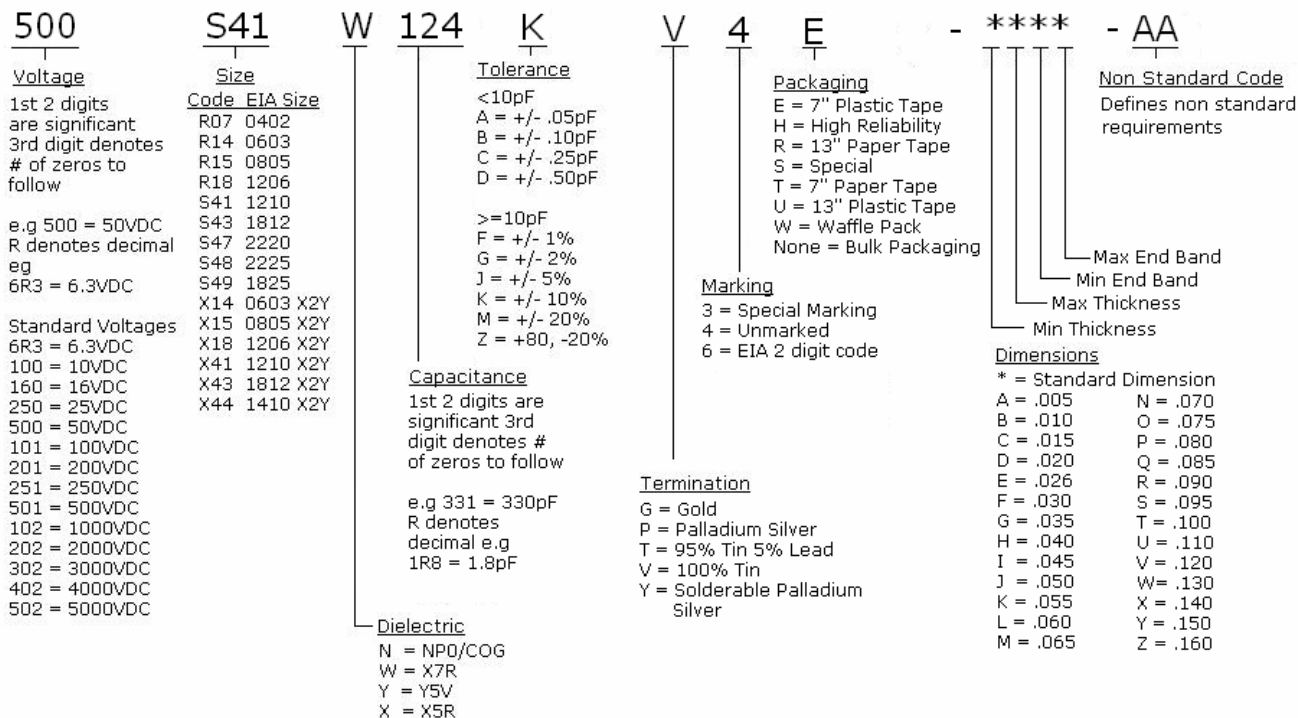 500 S41 W 124 K V 4 E - **** - AA
Voltage
1st 2 digits
are significant
3rd digit denotes
# of zeros to
follow
e.g 500 = 50VDC
R denotes decimal
eg
6R3 = 6.3VDC
Standard Voltages
6R3 = 6.3VDC
100 = 10VDC
160 = 16VDC
250 = 25VDC
500 = 50VDC
101 = 100VDC
201 = 200VDC
251 = 250VDC
501 = 500VDC
102 = 1000VDC
202 = 2000VDC
302 = 3000VDC
402 = 4000VDC
502 = 5000VDC
Size
Code EIA Size
R07 0402
R14 0603
R15 0805
R18 1206
S41 1210
S43 1812
S47 2220
S48 2225
S49 1825
X14 0603 X2Y
X15 0805 X2Y
X18 1206 X2Y
X41 1210 X2Y
X43 1812 X2Y
X44 1410 X2Y
Dielectric
N = NP0/COG
W = X7R
Y = Y5V
X = X5R
Capacitance
1st 2 digits are
significant 3rd
digit denotes #
of zeros to follow
e.g 331 = 330pF
R denotes
decimal e.g
1R8 = 1.8pF
Tolerance
<10pF
A = +/- .05pF
B = +/- .10pF
C = +/- .25pF
D = +/- .50pF
>=10pF
F = +/- 1%
G = +/- 2%
J = +/- 5%
K = +/- 10%
M = +/- 20%
Z = +80, -20%
Termination
G = Gold
P = Palladium Silver
T = 95% Tin 5% Lead
V = 100% Tin
Y = Solderable Palladium
Silver
Marking
3 = Special Marking
4 = Unmarked
6 = EIA 2 digit code
Packaging
E = 7" Plastic Tape
H = High Reliability
R = 13" Paper Tape
S = Special
T = 7" Paper Tape
U = 13" Plastic Tape
W = Waffle Pack
None = Bulk Packaging
Max End Band
Min End Band
Max Thickness
Min Thickness
Dimensions
* = Standard Dimension
A = .005 N = .070
B = .010 O = .075
C = .015 P = .080
D = .020 Q = .085
E = .026 R = .090
F = .030 S = .095
G = .035 T = .100
H = .040 U = .110
I = .045 V = .120
J = .050 W= .130
K = .055 X = .140
L = .060 Y = .150
M = .065 Z = .160
Non Standard Code
Defines non standard
requirements